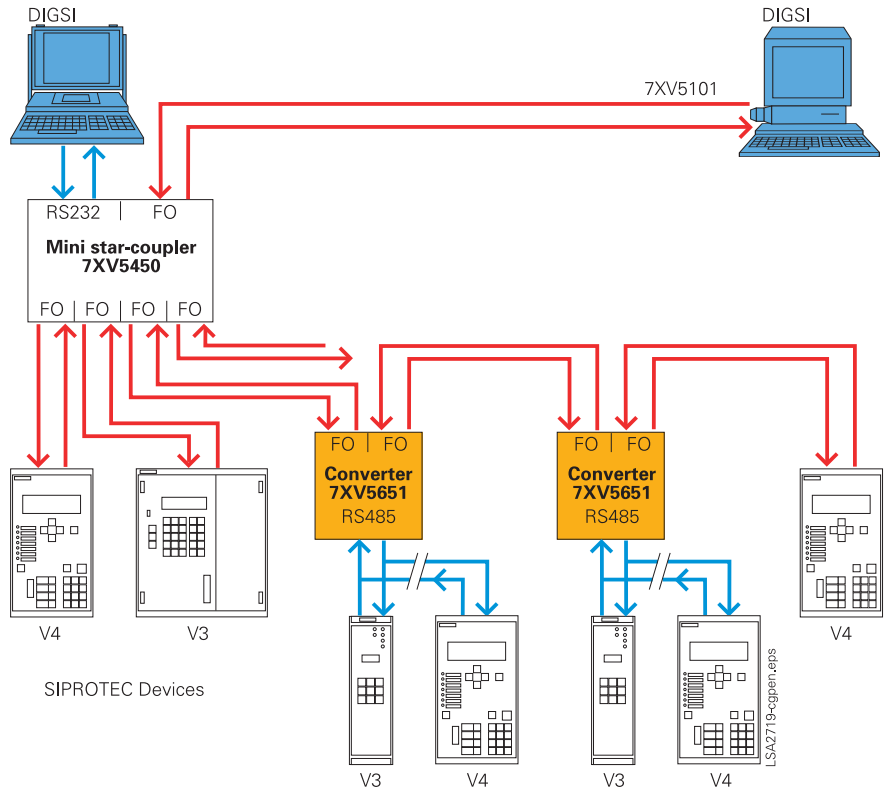 DIGSI
DIGSI
7XV5101
RS232 | FO
Mini star-coupler
7XV5450
FO | FO | FO | FO
FO | FO
Converter
7XV5651
RS485
FO | FO
Converter
7XV5651
RS485
V4
V3
V4
SIPROTEC Devices
V3
V4
V3
V4
LSA2719-cgpen.eps